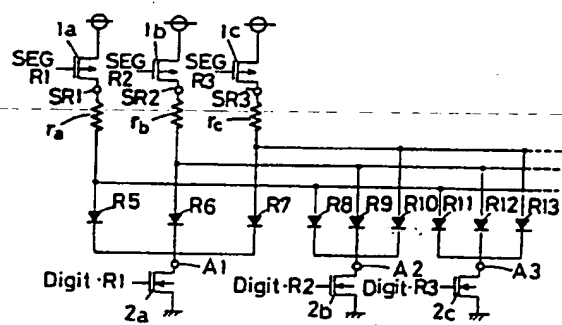 1a 1b 1c
SEG R1 SEG R2 SEG R3
SR1 SR2 SR3
ra rb rc
R5 R6 R7 R8 R9 R10 R11 R12 R13
A1 A2 A3
Digit·R1 Digit·R2 Digit·R3
2a 2b 2c